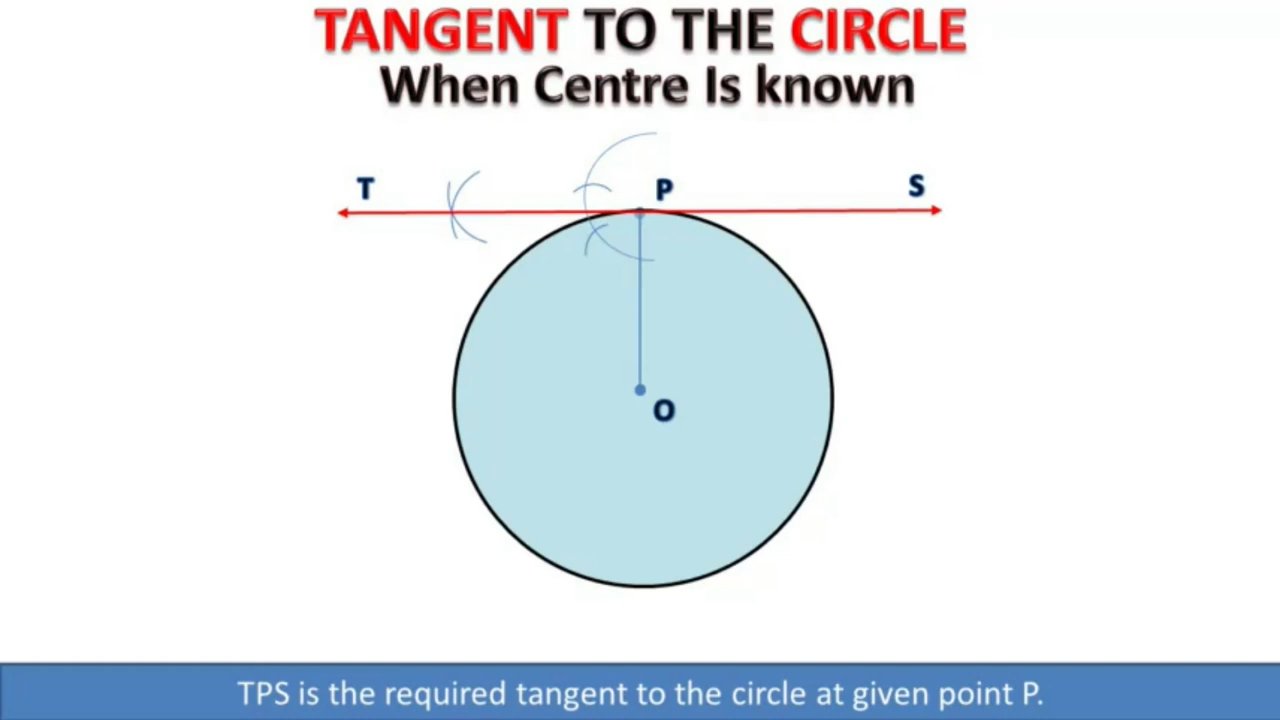 TANGENT TO THE CIRCLE
When Centre Is known
T P S
O
TPS is the required tangent to the circle at given point P.